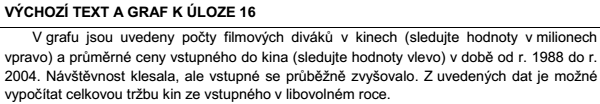 VÝCHOZÍ TEXT A GRAF K ÚLOZE 16
V grafu jsou uvedeny počty filmových diváků v kinech (sledujte hodnoty v milionech
vpravo) a průměrné ceny vstupného do kina (sledujte hodnoty vlevo) v době od r. 1988 do r.
2004. Návštěvnost klesala, ale vstupné se průběžně zvyšovalo. Z uvedených dat je možné
vypočítat celkovou tržbu kin ze vstupného v libovolném roce.